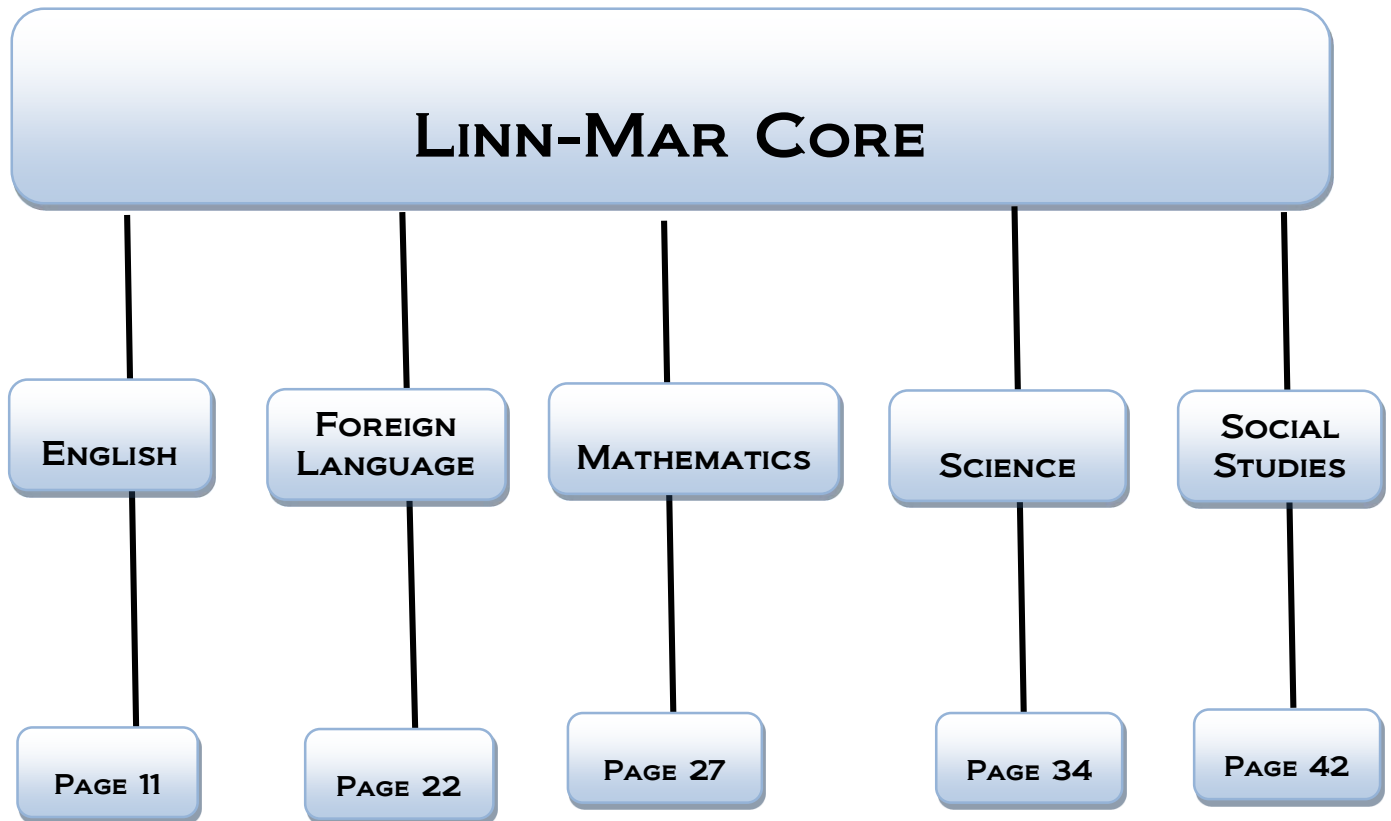 Linn-Mar Core
English
Foreign
Language
Mathematics
Science
Social
Studies
Page 11
Page 22
Page 27
Page 34
Page 42